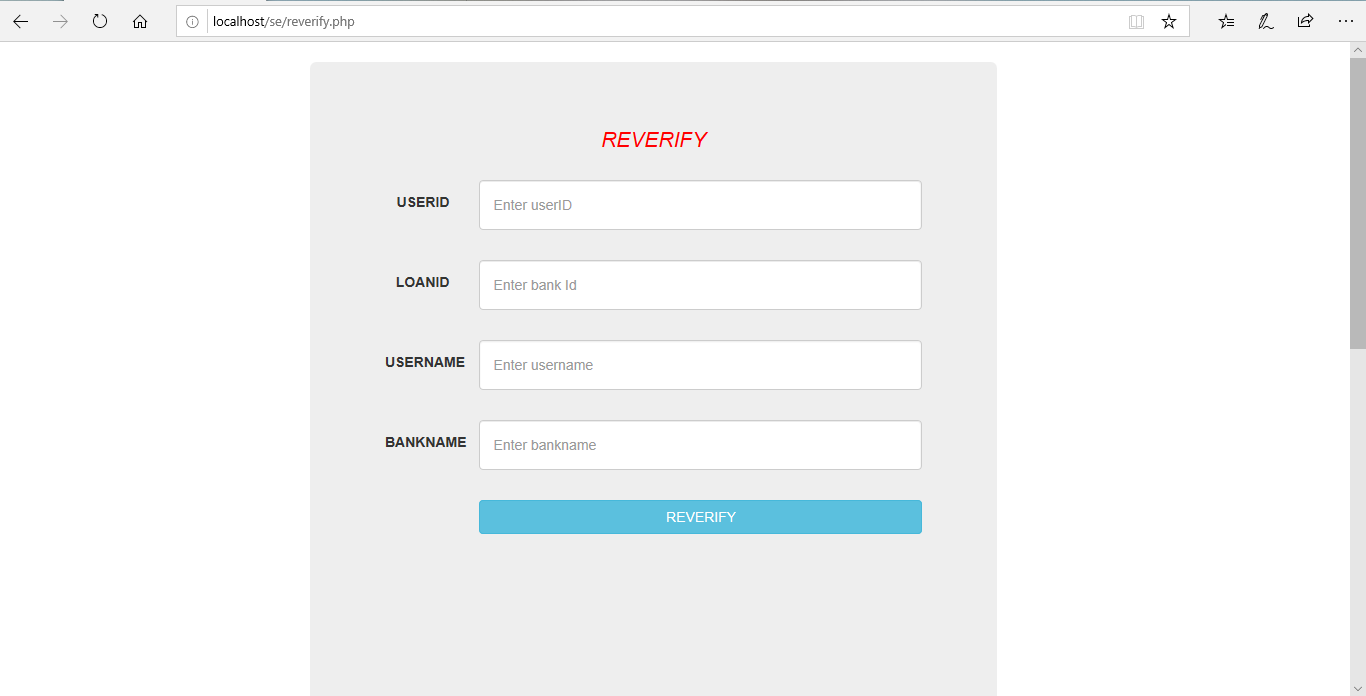 localhost/se/reverify.php
REVERIFY
USERID Enter userID
LOANID Enter bank Id
USERNAME Enter username
BANKNAME Enter bankname
REVERIFY